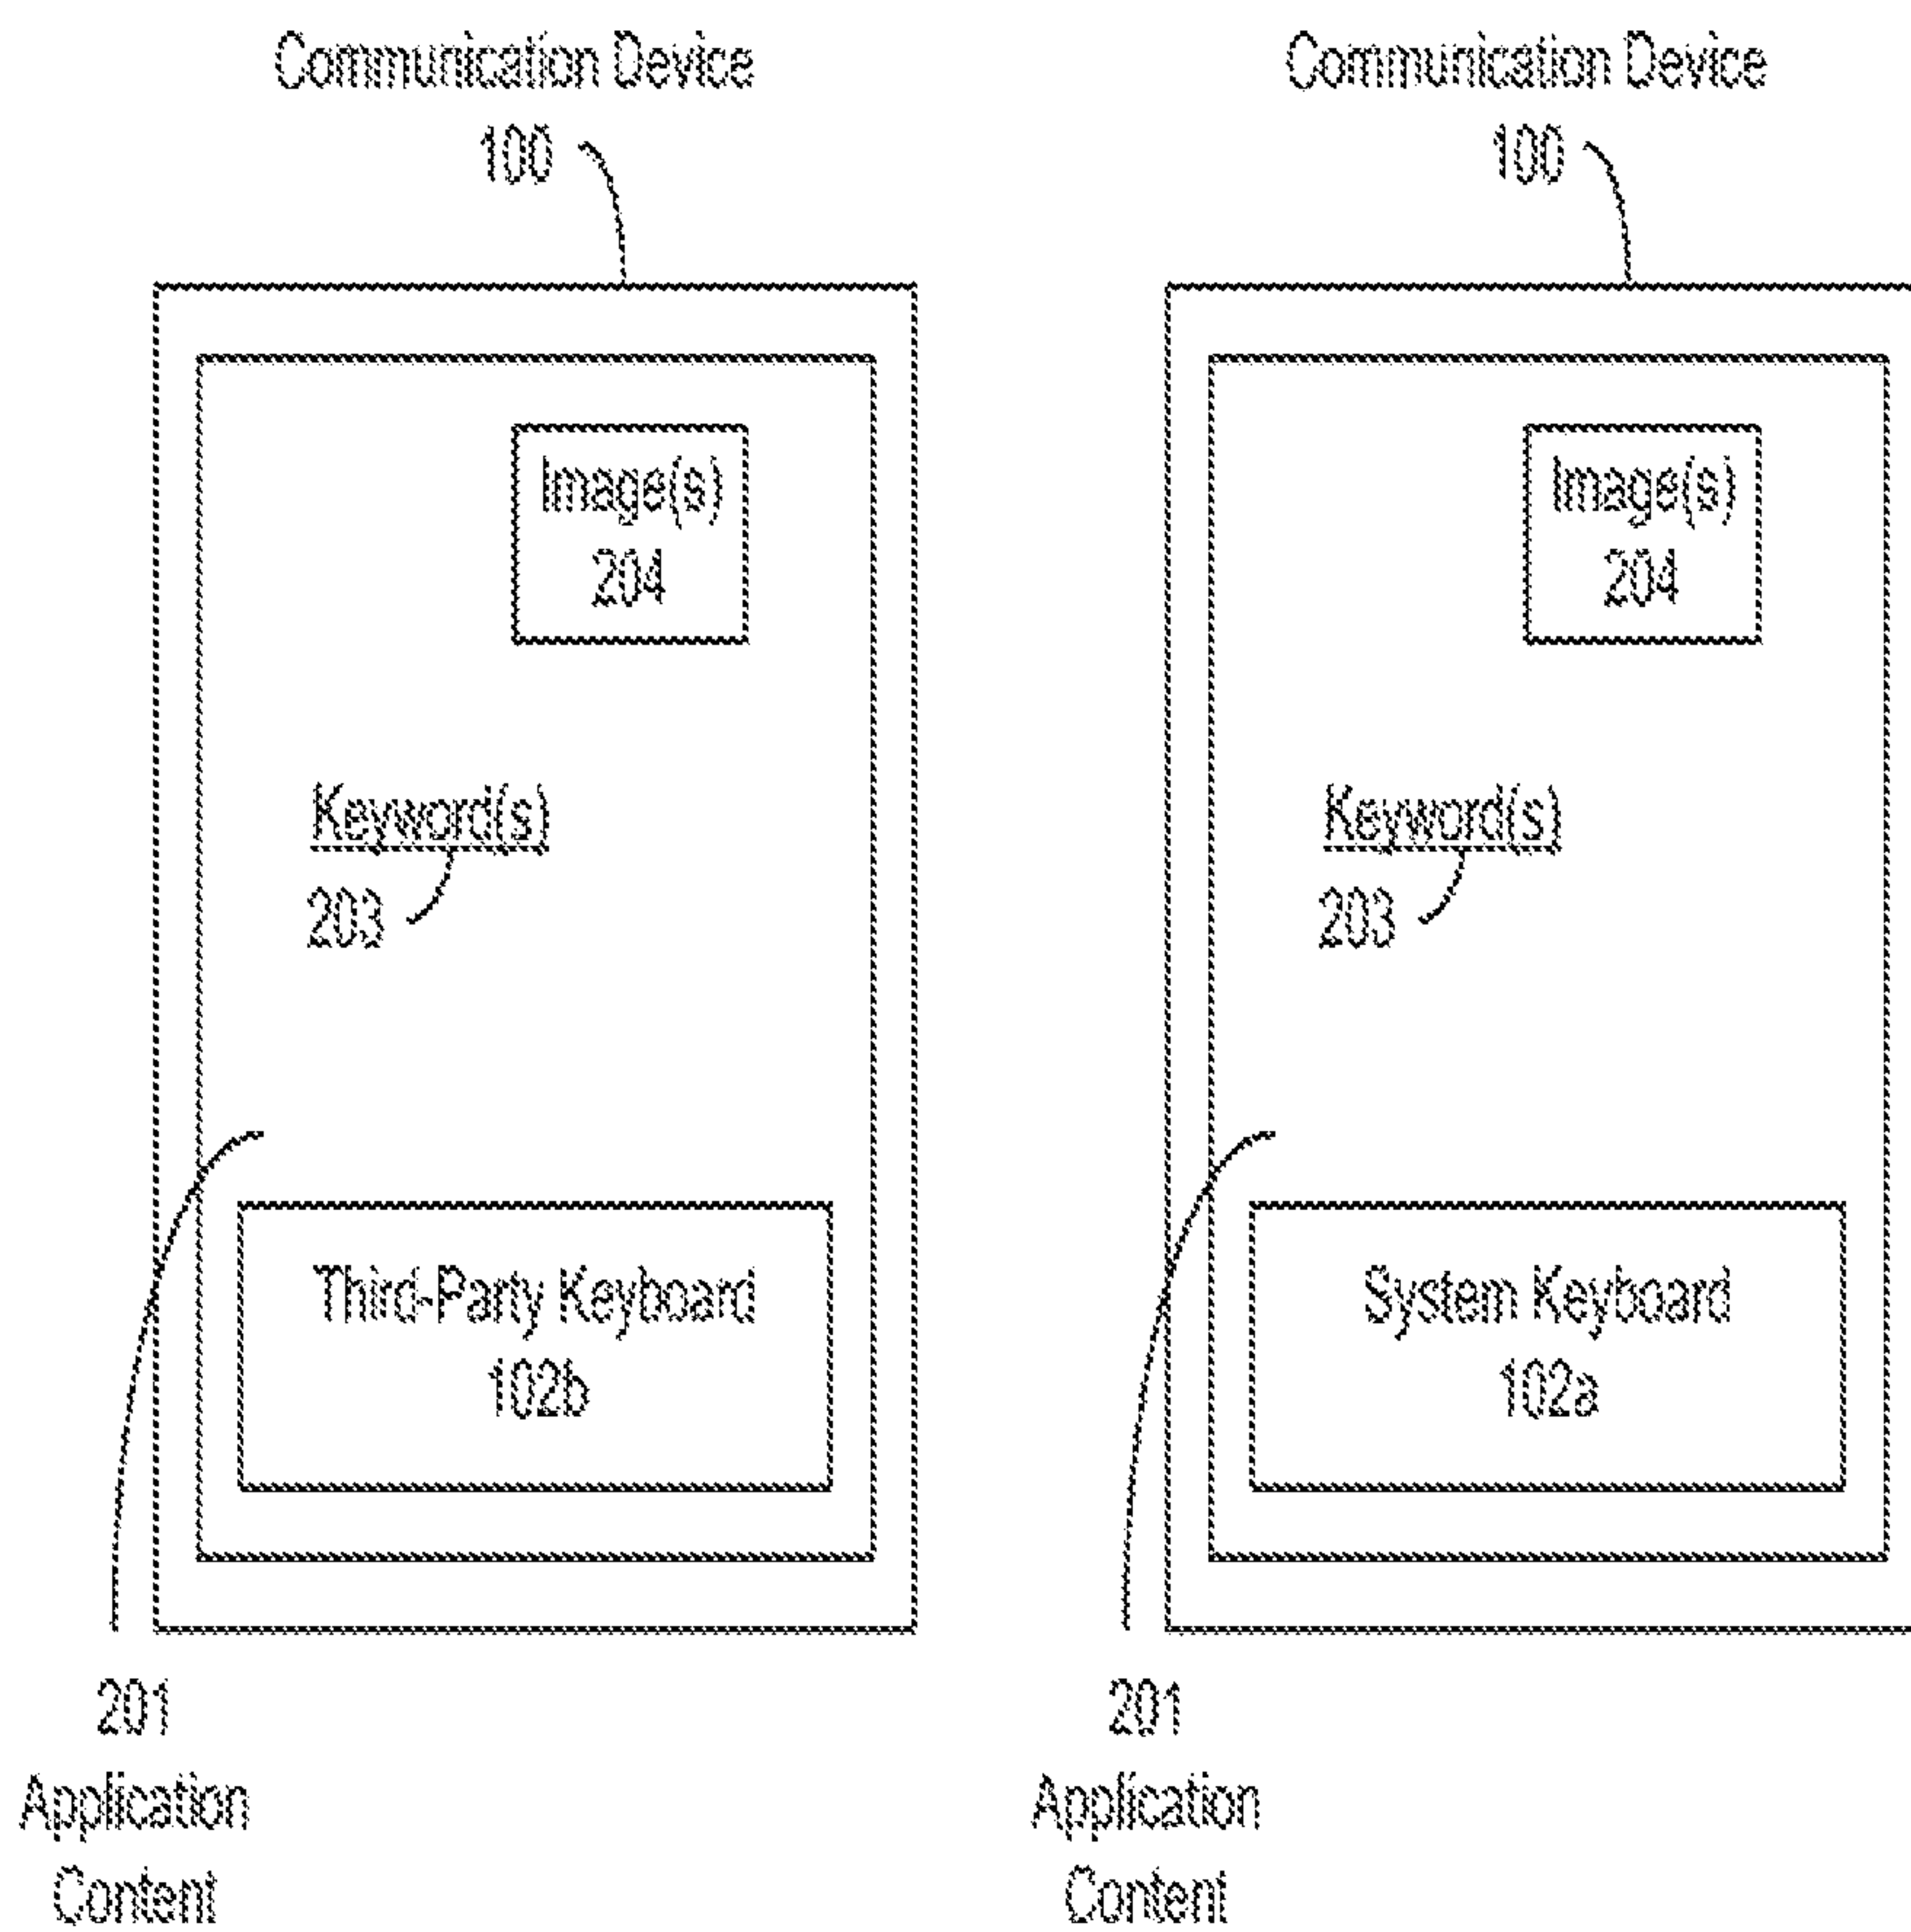 Communication Device
100
Image(s)
204
Keyword(s)
203
Third-Party Keyboard
102b
201
Application
Content
Communication Device
100
Image(s)
204
Keyword(s)
203
System Keyboard
102a
201
Application
Content